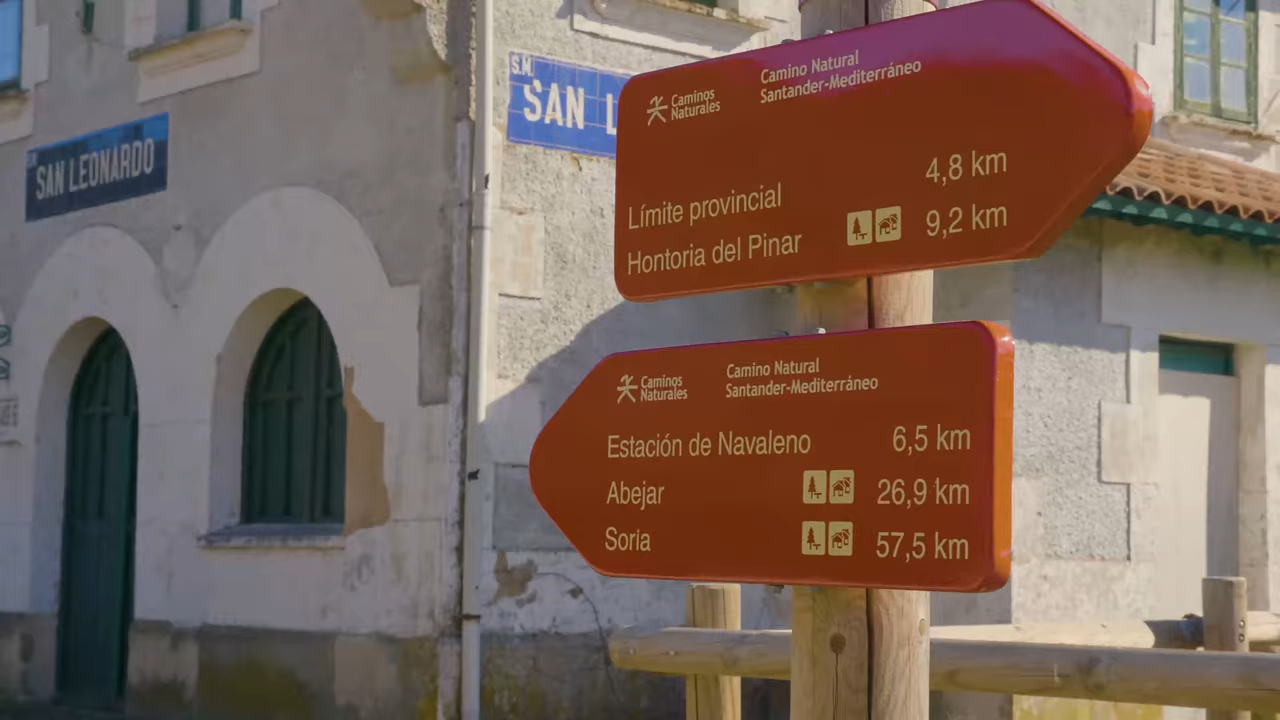 S.M.
SAN L
SAN LEONARDO
Caminos
Naturales
Camino Natural
Santander-Mediterráneo
4,8 km
Límite provincial
Hontoria del Pinar 9,2 km
Caminos
Naturales
Camino Natural
Santander-Mediterráneo
Estación de Navaleno 6,5 km
Abejar 26,9 km
Soria 57,5 km